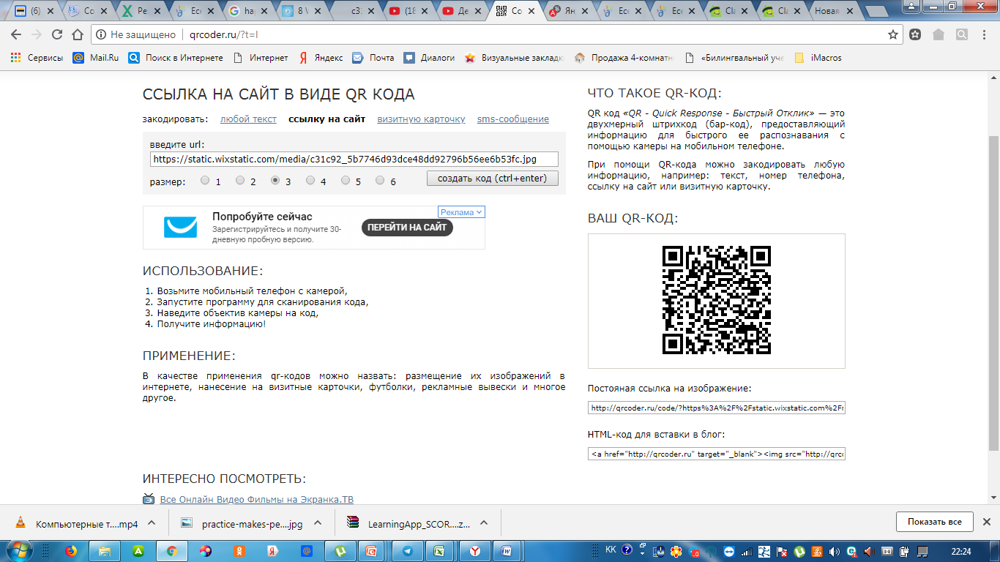 (6)
Co
Ре
Есе
ha
8 V
c3
(18
Де
Co
Ян
Есе
Есе
Cla
Cla
Новая
Не защищено
qrcoder.ru/?t=l
Сервисы
Mail.Ru
Поиск в Интернете
Интернет
Яндекс
Почта
Диалоги
Визуальные закладк
Продажа 4-комнатн
«Билингвальный уче
iMacros
ССЫЛКА НА САЙТ В ВИДЕ QR КОДА
закодировать: любой текст ссылку на сайт визитную карточку sms-сообщение
введите url:
https://static.wixstatic.com/media/c31c92_5b7746d93dce48dd92796b56ee6b53fc.jpg
размер: 1 2 3 4 5 6 создать код (ctrl+enter)
Реклама
Попробуйте сейчас
Зарегистрируйтесь и получите 30-
дневную пробную версию.
ПЕРЕЙТИ НА САЙТ
ИСПОЛЬЗОВАНИЕ:
1. Возьмите мобильный телефон с камерой,
2. Запустите программу для сканирования кода,
3. Наведите объектив камеры на код,
4. Получите информацию!
ПРИМЕНЕНИЕ:
В качестве применения qr-кодов можно назвать: размещение их изображений в
интернете, нанесение на визитные карточки, футболки, рекламные вывески и многое
другое.
ИНТЕРЕСНО ПОСМОТРЕТЬ:
Все Онлайн Видео Фильмы на Экранка.ТВ
ЧТО ТАКОЕ QR-КОД:
QR код «QR - Quick Response - Быстрый Отклик» — это
двухмерный штрихкод (бар-код), предоставляющий
информацию для быстрого ее распознавания с
помощью камеры на мобильном телефоне.
При помощи QR-кода можно закодировать любую
информацию, например: текст, номер телефона,
ссылку на сайт или визитную карточку.
ВАШ QR-КОД:
Постояная ссылка на изображение:
http://qrcoder.ru/code/?https%3A%2F%2Fstatic.wixstatic.com%2Fr
HTML-код для вставки в блог:
<a href="http://qrcoder.ru" target="_blank"><img src="http://qrco
Компьютерные т....mp4
practice-makes-pe....jpg
LearningApp_SCOR....z...
Показать все
KK
22:24